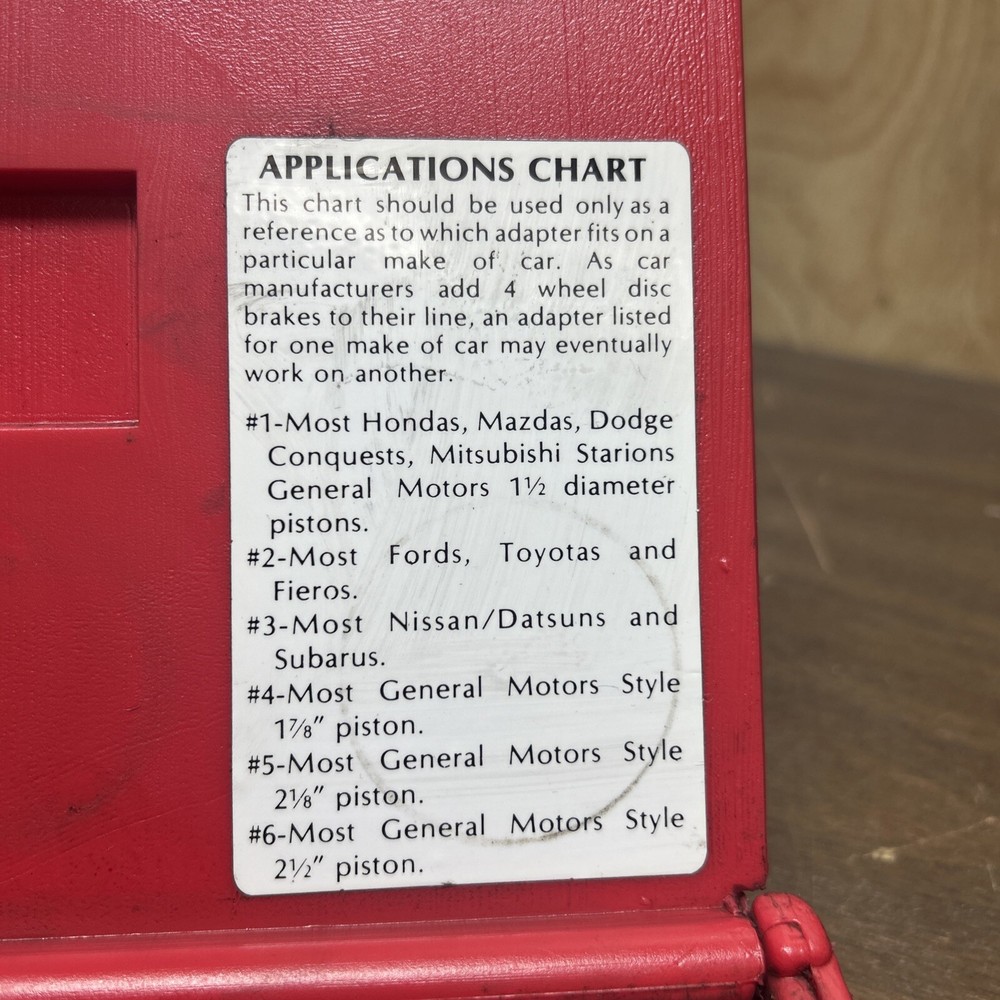 APPLICATIONS CHART
This chart should be used only as a
reference as to which adapter fits on a
particular make of car. As car
manufacturers add 4 wheel disc
brakes to their line, an adapter listed
for one make of car may eventually
work on another.
#1-Most Hondas, Mazdas, Dodge
Conquests, Mitsubishi Starions
General Motors 1½ diameter
pistons.
#2-Most Fords, Toyotas and
Fieros.
#3-Most Nissan/Datsuns and
Subarus.
#4-Most General Motors Style
1⅞" piston.
#5-Most General Motors Style
2⅛" piston.
#6-Most General Motors Style
2½" piston.